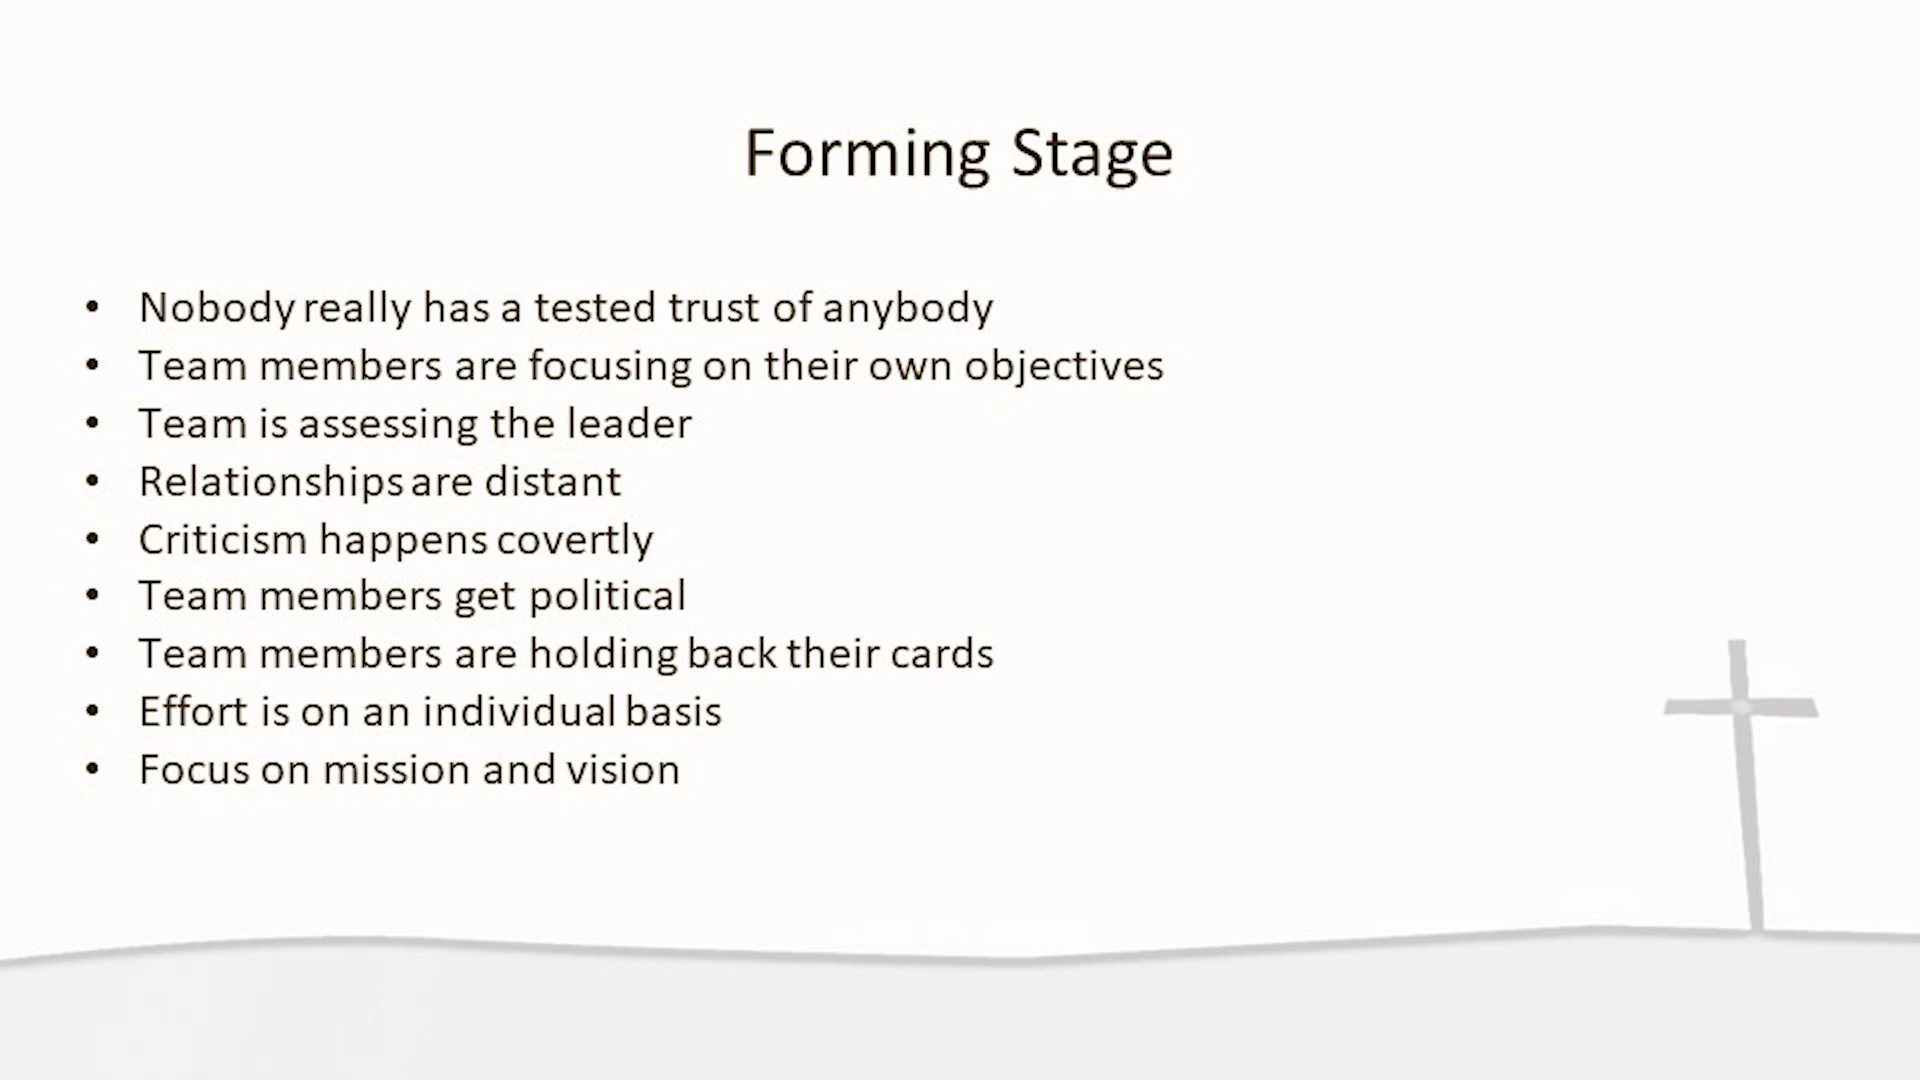 Forming Stage
• Nobody really has a tested trust of anybody
• Team members are focusing on their own objectives
• Team is assessing the leader
• Relationships are distant
• Criticism happens covertly
• Team members get political
• Team members are holding back their cards
• Effort is on an individual basis
• Focus on mission and vision